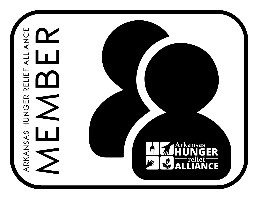 ARKANSAS HUNGER RELIEF ALLIANCE
MEMBER
Arkansas
HUNGER
relief
ALLIANCE